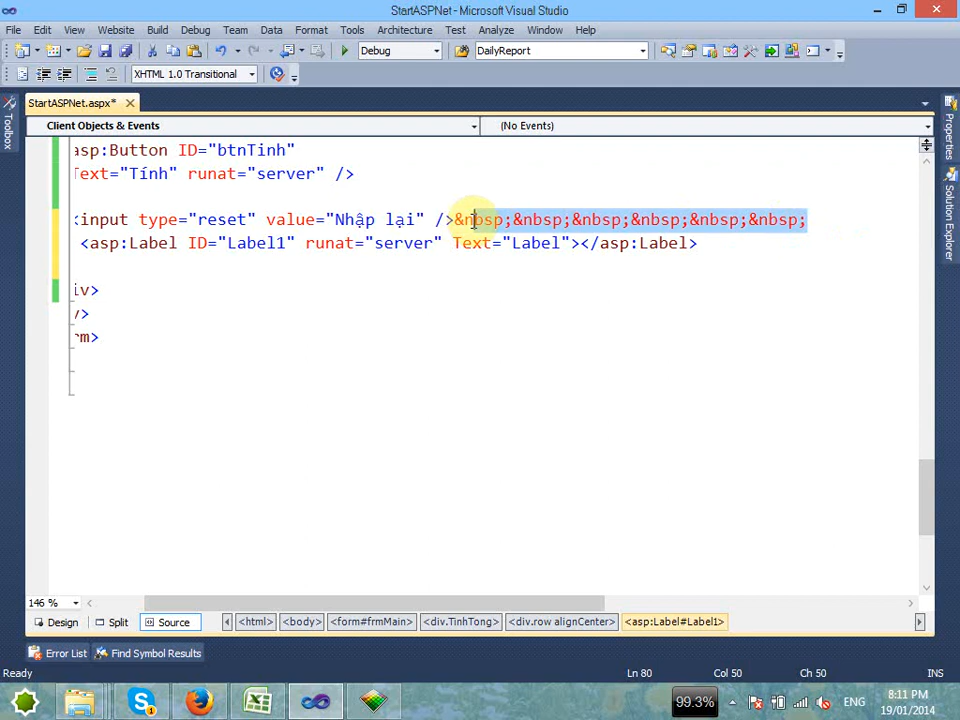 StartASPNet - Microsoft Visual Studio
File Edit View Website Build Debug Team Data Format Tools Architecture Test Analyze Window Help
Debug DailyReport
XHTML 1.0 Transitional
StartASPNet.aspx*
Client Objects & Events (No Events)
asp:Button ID="btnTinh"
Text="Tính" runat="server" />
<input type="reset" value="Nhập lại" />&nbsp;&nbsp;&nbsp;&nbsp;&nbsp;&nbsp;
<asp:Label ID="Label1" runat="server" Text="Label"></asp:Label>
iv>
/>
rm>
Toolbox
Properties
Solution Explorer
146 %
Design Split Source <html> <body> <form#frmMain> <div.TinhTong> <div.row alignCenter> <asp:Label#Label1>
Error List Find Symbol Results
Ready Ln 80 Col 50 Ch 50 INS
99.3% ENG 8:11 PM
19/01/2014